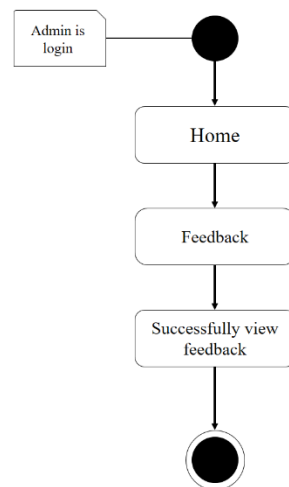 Admin is
login
Home
Feedback
Successfully view
feedback